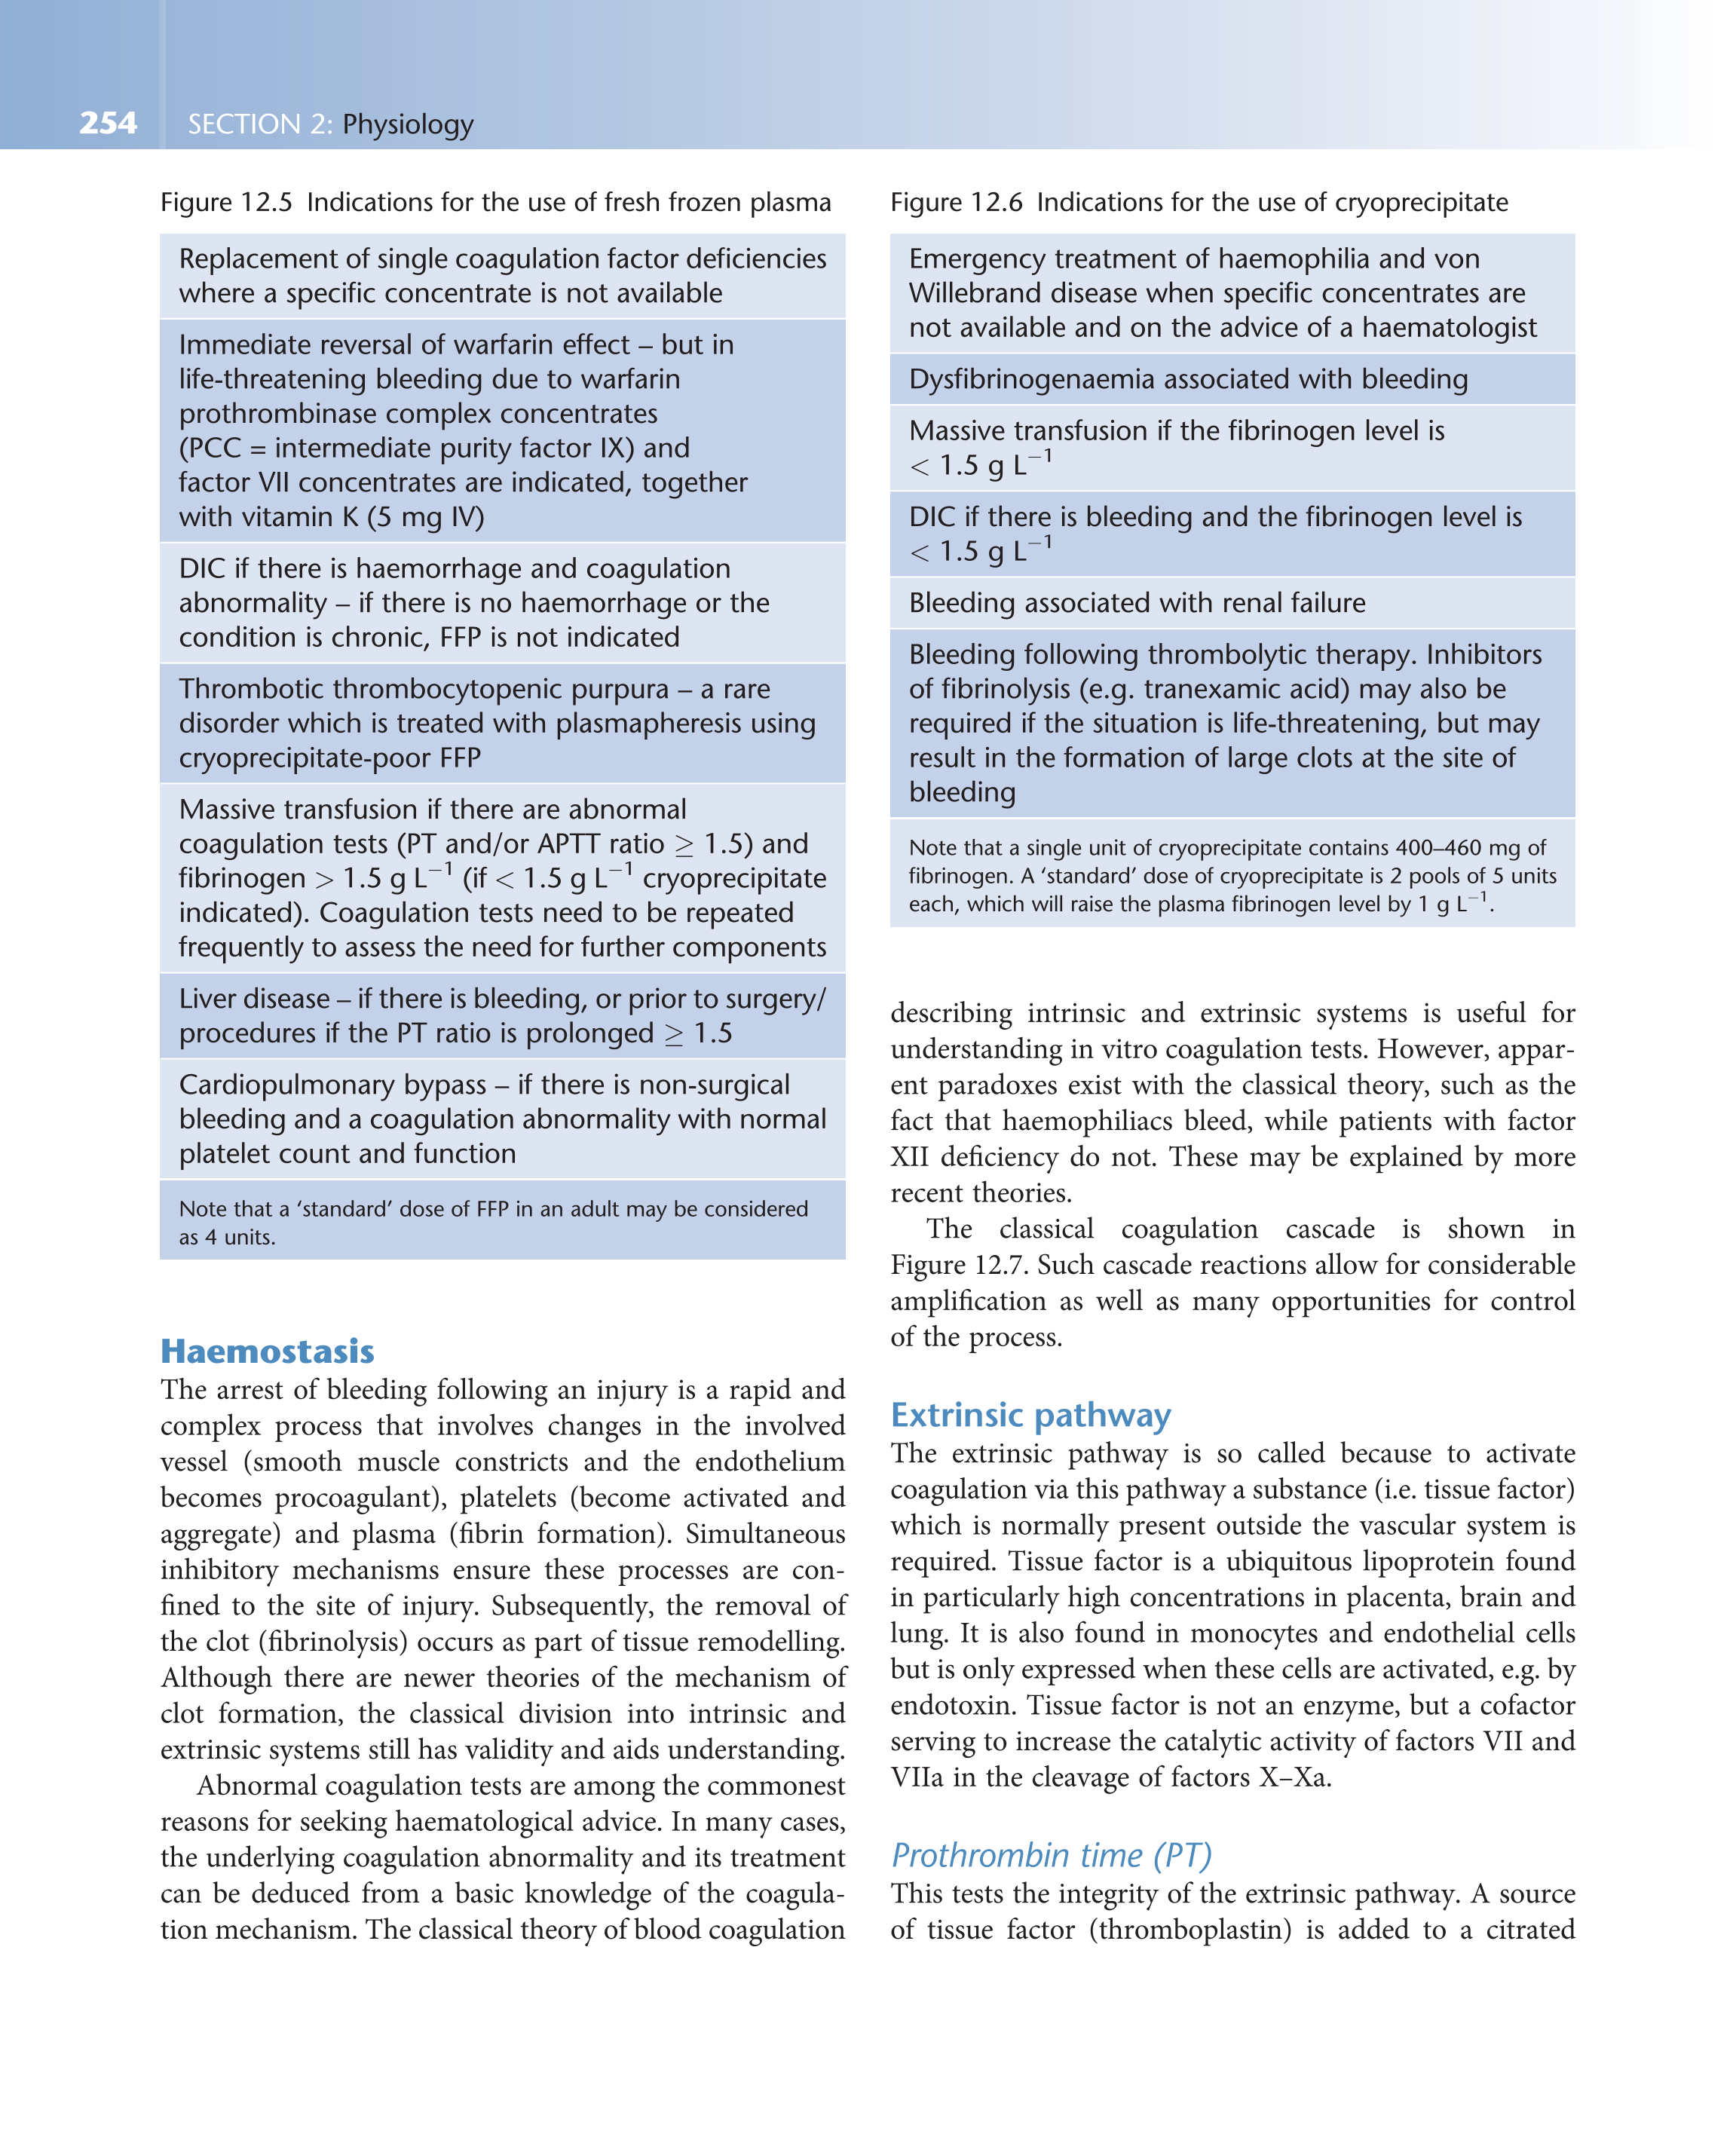 254 SECTION 2: Physiology
Figure 12.5 Indications for the use of fresh frozen plasma
Replacement of single coagulation factor deficiencies
where a specific concentrate is not available
Immediate reversal of warfarin effect – but in
life-threatening bleeding due to warfarin
prothrombinase complex concentrates
(PCC = intermediate purity factor IX) and
factor VII concentrates are indicated, together
with vitamin K (5 mg IV)
DIC if there is haemorrhage and coagulation
abnormality – if there is no haemorrhage or the
condition is chronic, FFP is not indicated
Thrombotic thrombocytopenic purpura – a rare
disorder which is treated with plasmapheresis using
cryoprecipitate-poor FFP
Massive transfusion if there are abnormal
coagulation tests (PT and/or APTT ratio ≥ 1.5) and
fibrinogen > 1.5 g L⁻¹ (if < 1.5 g L⁻¹ cryoprecipitate
indicated). Coagulation tests need to be repeated
frequently to assess the need for further components
Liver disease – if there is bleeding, or prior to surgery/
procedures if the PT ratio is prolonged ≥ 1.5
Cardiopulmonary bypass – if there is non-surgical
bleeding and a coagulation abnormality with normal
platelet count and function
Note that a ‘standard’ dose of FFP in an adult may be considered
as 4 units.
Haemostasis
The arrest of bleeding following an injury is a rapid and
complex process that involves changes in the involved
vessel (smooth muscle constricts and the endothelium
becomes procoagulant), platelets (become activated and
aggregate) and plasma (fibrin formation). Simultaneous
inhibitory mechanisms ensure these processes are con-
fined to the site of injury. Subsequently, the removal of
the clot (fibrinolysis) occurs as part of tissue remodelling.
Although there are newer theories of the mechanism of
clot formation, the classical division into intrinsic and
extrinsic systems still has validity and aids understanding.
Abnormal coagulation tests are among the commonest
reasons for seeking haematological advice. In many cases,
the underlying coagulation abnormality and its treatment
can be deduced from a basic knowledge of the coagula-
tion mechanism. The classical theory of blood coagulation
Figure 12.6 Indications for the use of cryoprecipitate
Emergency treatment of haemophilia and von
Willebrand disease when specific concentrates are
not available and on the advice of a haematologist
Dysfibrinogenaemia associated with bleeding
Massive transfusion if the fibrinogen level is
< 1.5 g L⁻¹
DIC if there is bleeding and the fibrinogen level is
< 1.5 g L⁻¹
Bleeding associated with renal failure
Bleeding following thrombolytic therapy. Inhibitors
of fibrinolysis (e.g. tranexamic acid) may also be
required if the situation is life-threatening, but may
result in the formation of large clots at the site of
bleeding
Note that a single unit of cryoprecipitate contains 400–460 mg of
fibrinogen. A ‘standard’ dose of cryoprecipitate is 2 pools of 5 units
each, which will raise the plasma fibrinogen level by 1 g L⁻¹.
describing intrinsic and extrinsic systems is useful for
understanding in vitro coagulation tests. However, appar-
ent paradoxes exist with the classical theory, such as the
fact that haemophiliacs bleed, while patients with factor
XII deficiency do not. These may be explained by more
recent theories.
The classical coagulation cascade is shown in
Figure 12.7. Such cascade reactions allow for considerable
amplification as well as many opportunities for control
of the process.
Extrinsic pathway
The extrinsic pathway is so called because to activate
coagulation via this pathway a substance (i.e. tissue factor)
which is normally present outside the vascular system is
required. Tissue factor is a ubiquitous lipoprotein found
in particularly high concentrations in placenta, brain and
lung. It is also found in monocytes and endothelial cells
but is only expressed when these cells are activated, e.g. by
endotoxin. Tissue factor is not an enzyme, but a cofactor
serving to increase the catalytic activity of factors VII and
VIIa in the cleavage of factors X–Xa.
Prothrombin time (PT)
This tests the integrity of the extrinsic pathway. A source
of tissue factor (thromboplastin) is added to a citrated